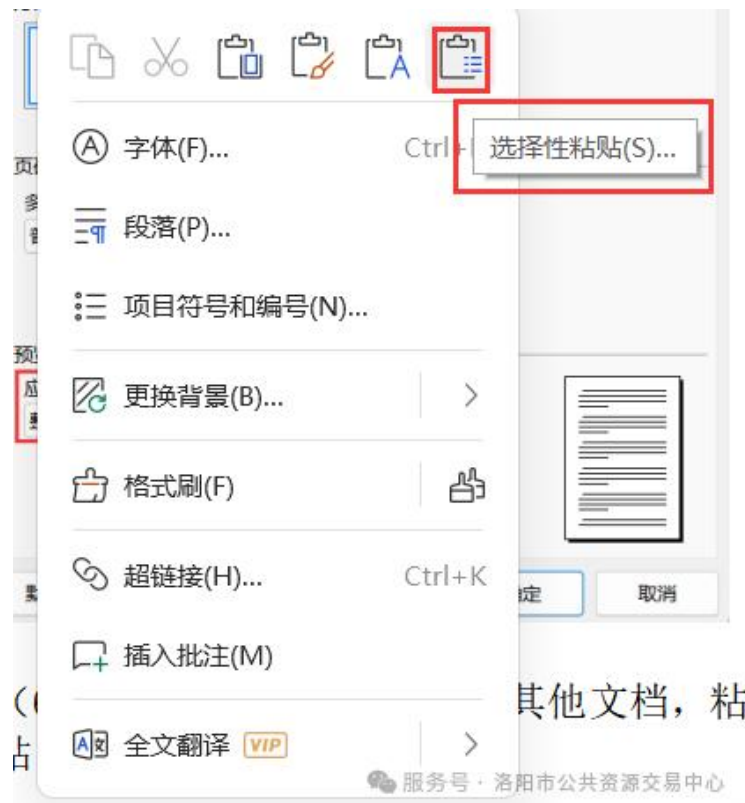 选择性粘贴(S)...
字体(F)...
Ctrl+
段落(P)...
项目符号和编号(N)...
更换背景(B)...
格式刷(F)
超链接(H)... Ctrl+K
取消
插入批注(M)
其他文档，粘
全文翻译 VIP
服务号 · 洛阳市公共资源交易中心